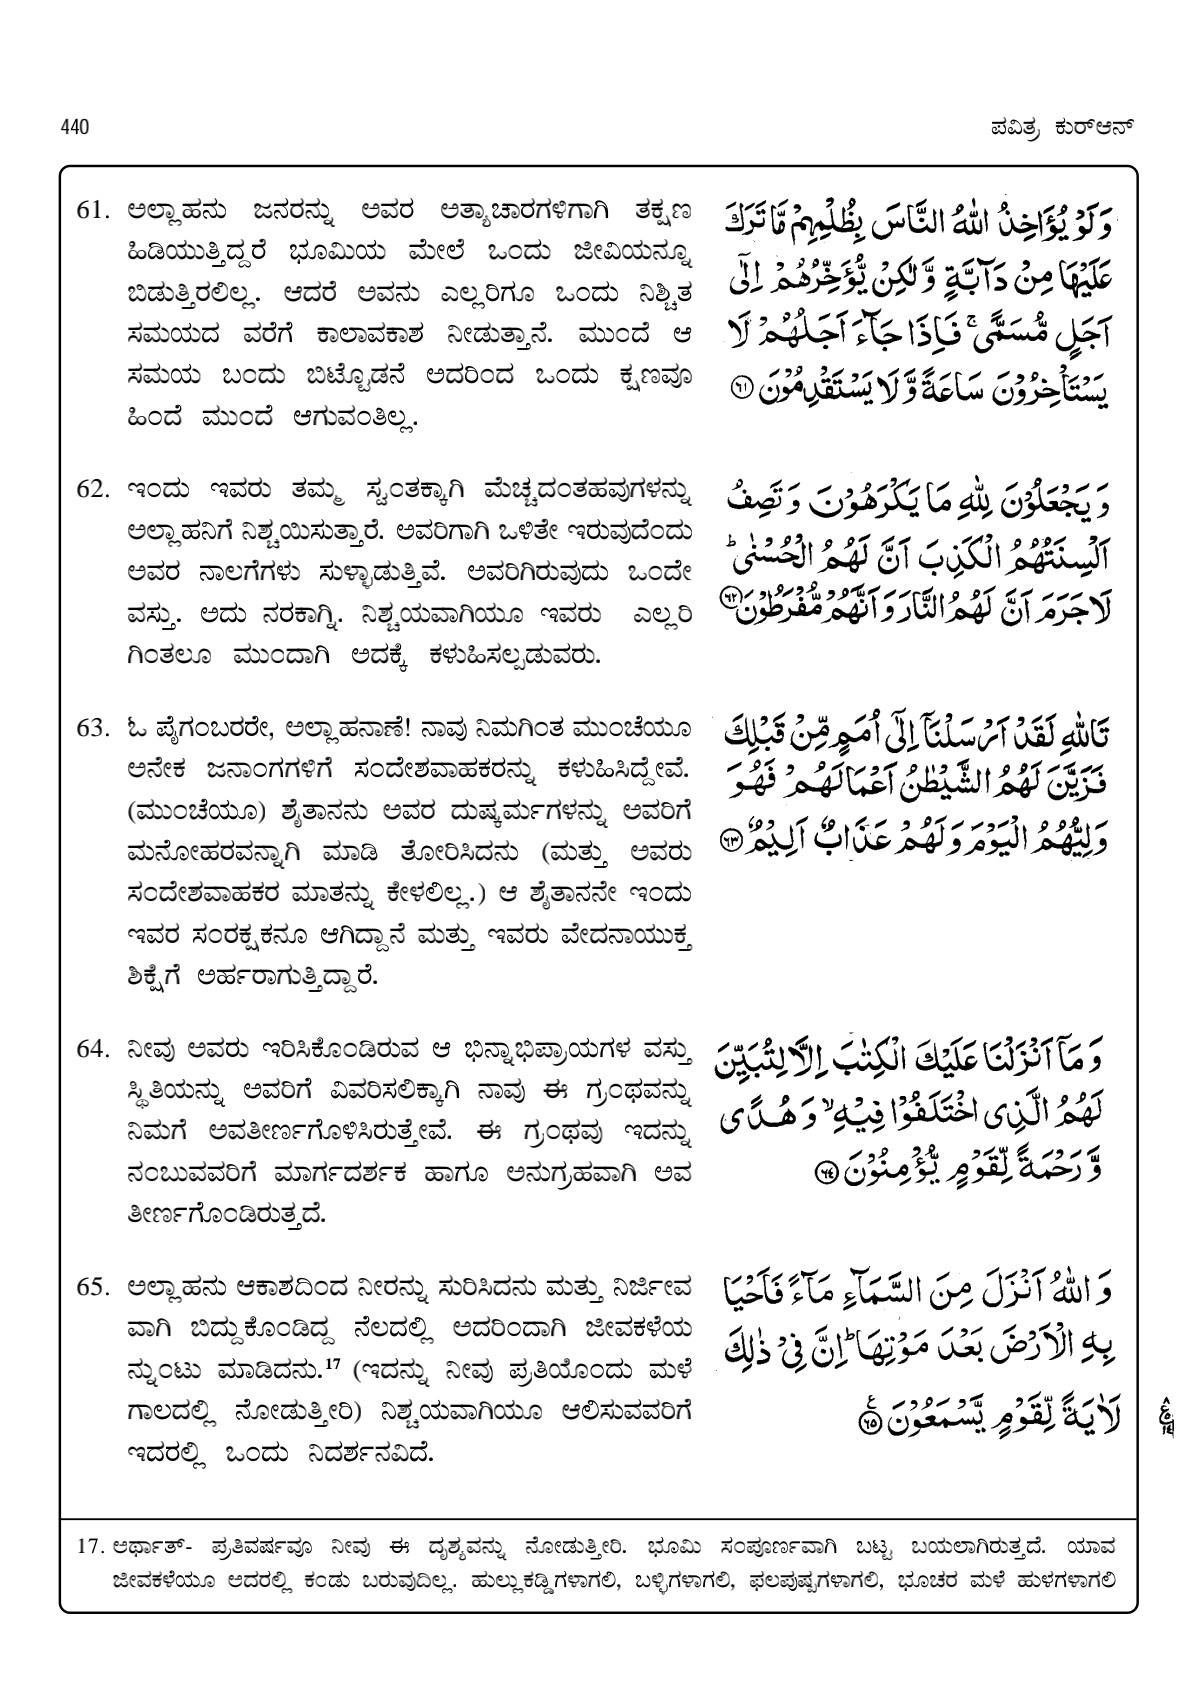 440
ಪವಿತ್ರ ಕುರ್‌ಆನ್
61. ಅಲ್ಲಾಹನು ಜನರನ್ನು ಅವರ ಅತ್ಯಾಚಾರಗಳಿಗಾಗಿ ತಕ್ಷಣ
ಹಿಡಿಯುತ್ತಿದ್ದರೆ ಭೂಮಿಯ ಮೇಲೆ ಒಂದು ಜೀವಿಯನ್ನೂ
ಬಿಡುತ್ತಿರಲಿಲ್ಲ. ಆದರೆ ಅವನು ಎಲ್ಲರಿಗೂ ಒಂದು ನಿಶ್ಚಿತ
ಸಮಯದ ವರೆಗೆ ಕಾಲಾವಕಾಶ ನೀಡುತ್ತಾನೆ. ಮುಂದೆ ಆ
ಸಮಯ ಬಂದು ಬಿಟ್ಟೊಡನೆ ಅದರಿಂದ ಒಂದು ಕ್ಷಣವೂ
ಹಿಂದೆ ಮುಂದೆ ಆಗುವಂತಿಲ್ಲ.
وَلَوْ يُؤَاخِذُ اللّٰهُ النَّاسَ بِظُلْمِهِمْ مَّا تَرَكَ
عَلَيْهَا مِنْ دَآبَّةٍ وَّلٰكِنْ يُّؤَخِّرُهُمْ اِلٰٓى
اَجَلٍ مُّسَمًّى ۚ فَاِذَا جَآءَ اَجَلُهُمْ لَا
يَسْتَاْخِرُوْنَ سَاعَةً وَّلَا يَسْتَقْدِمُوْنَ ﴿٦١﴾
62. ಇಂದು ಇವರು ತಮ್ಮ ಸ್ವಂತಕ್ಕಾಗಿ ಮೆಚ್ಚದಂತಹವುಗಳನ್ನು
ಅಲ್ಲಾಹನಿಗೆ ನಿಶ್ಚಯಿಸುತ್ತಾರೆ. ಅವರಿಗಾಗಿ ಒಳಿತೇ ಇರುವುದೆಂದು
ಅವರ ನಾಲಗೆಗಳು ಸುಳ್ಳಾಡುತ್ತಿವೆ. ಅವರಿಗಿರುವುದು ಒಂದೇ
ವಸ್ತು. ಅದು ನರಕಾಗ್ನಿ. ನಿಶ್ಚಯವಾಗಿಯೂ ಇವರು ಎಲ್ಲರಿ
ಗಿಂತಲೂ ಮುಂದಾಗಿ ಅದಕ್ಕೆ ಕಳುಹಿಸಲ್ಪಡುವರು.
وَيَجْعَلُوْنَ لِلّٰهِ مَا يَكْرَهُوْنَ وَتَصِفُ
اَلْسِنَتُهُمُ الْكَذِبَ اَنَّ لَهُمُ الْحُسْنٰى ؕ
لَا جَرَمَ اَنَّ لَهُمُ النَّارَ وَاَنَّهُمْ مُّفْرَطُوْنَ ﴿٦٢﴾
63. ಓ ಪೈಗಂಬರರೇ, ಅಲ್ಲಾಹನಾಣೆ! ನಾವು ನಿಮಗಿಂತ ಮುಂಚೆಯೂ
ಅನೇಕ ಜನಾಂಗಗಳಿಗೆ ಸಂದೇಶವಾಹಕರನ್ನು ಕಳುಹಿಸಿದ್ದೇವೆ.
(ಮುಂಚೆಯೂ) ಶೈತಾನನು ಅವರ ದುಷ್ಕರ್ಮಗಳನ್ನು ಅವರಿಗೆ
ಮನೋಹರವನ್ನಾಗಿ ಮಾಡಿ ತೋರಿಸಿದನು (ಮತ್ತು ಅವರು
ಸಂದೇಶವಾಹಕರ ಮಾತನ್ನು ಕೇಳಲಿಲ್ಲ.) ಆ ಶೈತಾನನೇ ಇಂದು
ಇವರ ಸಂರಕ್ಷಕನೂ ಆಗಿದ್ದಾನೆ ಮತ್ತು ಇವರು ವೇದನಾಯುಕ್ತ
ಶಿಕ್ಷೆಗೆ ಅರ್ಹರಾಗುತ್ತಿದ್ದಾರೆ.
تَاللّٰهِ لَقَدْ اَرْسَلْنَآ اِلٰٓى اُمَمٍ مِّنْ قَبْلِكَ
فَزَيَّنَ لَهُمُ الشَّيْطٰنُ اَعْمَالَهُمْ فَهُوَ
وَلِيُّهُمُ الْيَوْمَ وَلَهُمْ عَذَابٌ اَلِيْمٌ ﴿٦٣﴾
64. ನೀವು ಅವರು ಇರಿಸಿಕೊಂಡಿರುವ ಆ ಭಿನ್ನಾಭಿಪ್ರಾಯಗಳ ವಸ್ತು
ಸ್ಥಿತಿಯನ್ನು ಅವರಿಗೆ ವಿವರಿಸಲಿಕ್ಕಾಗಿ ನಾವು ಈ ಗ್ರಂಥವನ್ನು
ನಿಮಗೆ ಅವತೀರ್ಣಗೊಳಿಸಿರುತ್ತೇವೆ. ಈ ಗ್ರಂಥವು ಇದನ್ನು
ನಂಬುವವರಿಗೆ ಮಾರ್ಗದರ್ಶಕ ಹಾಗೂ ಅನುಗ್ರಹವಾಗಿ ಅವ
ತೀರ್ಣಗೊಂಡಿರುತ್ತದೆ.
وَمَآ اَنْزَلْنَا عَلَيْكَ الْكِتٰبَ اِلَّا لِتُبَيِّنَ
لَهُمُ الَّذِى اخْتَلَفُوْا فِيْهِ ۙ وَهُدًى
وَّرَحْمَةً لِّقَوْمٍ يُّؤْمِنُوْنَ ﴿٦٤﴾
65. ಅಲ್ಲಾಹನು ಆಕಾಶದಿಂದ ನೀರನ್ನು ಸುರಿಸಿದನು ಮತ್ತು ನಿರ್ಜೀವ
ವಾಗಿ ಬಿದ್ದುಕೊಂಡಿದ್ದ ನೆಲದಲ್ಲಿ ಅದರಿಂದಾಗಿ ಜೀವಕಳೆಯ
ನ್ನುಂಟು ಮಾಡಿದನು.¹⁷ (ಇದನ್ನು ನೀವು ಪ್ರತಿಯೊಂದು ಮಳೆ
ಗಾಲದಲ್ಲಿ ನೋಡುತ್ತೀರಿ) ನಿಶ್ಚಯವಾಗಿಯೂ ಆಲಿಸುವವರಿಗೆ
ಇದರಲ್ಲಿ ಒಂದು ನಿದರ್ಶನವಿದೆ.
وَاللّٰهُ اَنْزَلَ مِنَ السَّمَآءِ مَآءً فَاَحْيَا
بِهِ الْاَرْضَ بَعْدَ مَوْتِهَا ؕ اِنَّ فِىْ ذٰلِكَ
لَاٰيَةً لِّقَوْمٍ يَّسْمَعُوْنَ ﴿٦٥﴾
17. ಅರ್ಥಾತ್- ಪ್ರತಿವರ್ಷವೂ ನೀವು ಈ ದೃಶ್ಯವನ್ನು ನೋಡುತ್ತೀರಿ. ಭೂಮಿ ಸಂಪೂರ್ಣವಾಗಿ ಬಟ್ಟ ಬಯಲಾಗಿರುತ್ತದೆ. ಯಾವ
ಜೀವಕಳೆಯೂ ಅದರಲ್ಲಿ ಕಂಡು ಬರುವುದಿಲ್ಲ. ಹುಲ್ಲುಕಡ್ಡಿಗಳಾಗಲಿ, ಬಳ್ಳಿಗಳಾಗಲಿ, ಫಲಪುಷ್ಪಗಳಾಗಲಿ, ಭೂಚರ ಮಳೆ ಹುಳಗಳಾಗಲಿ